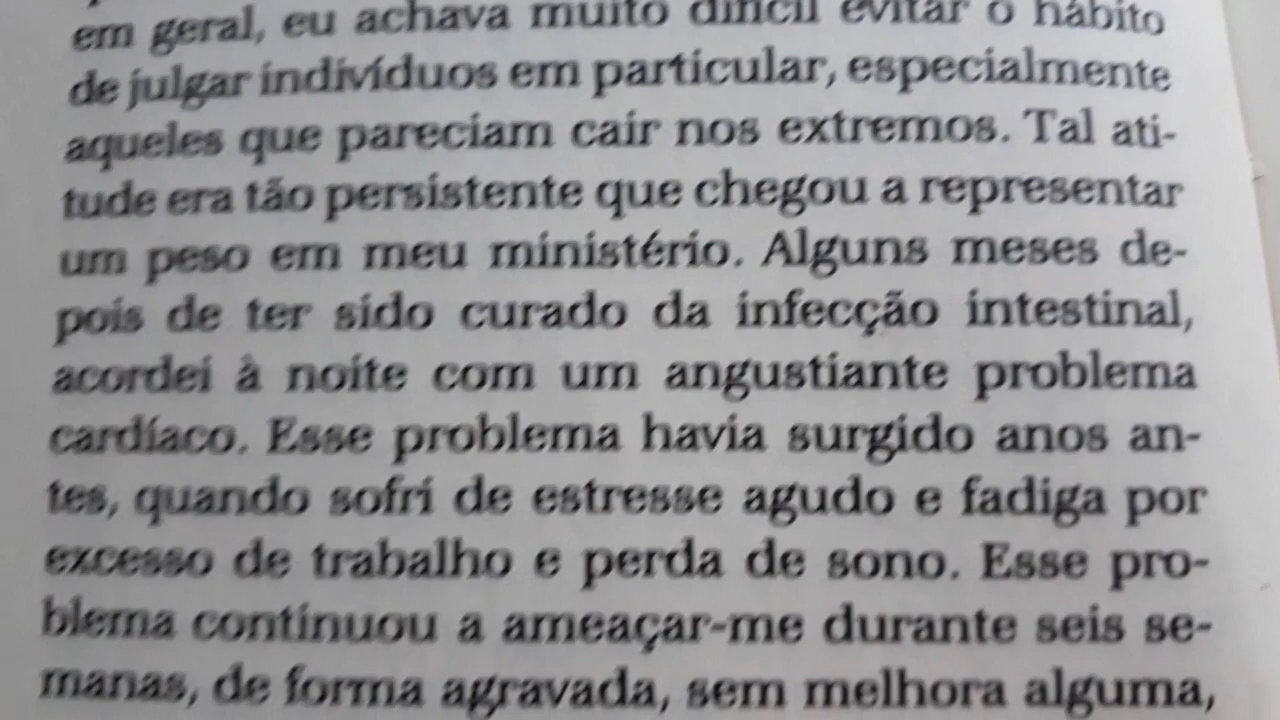 em geral, eu achava muito difícil evitar o hábito
de julgar indivíduos em particular, especialmente
aqueles que pareciam cair nos extremos. Tal ati-
tude era tão persistente que chegou a representar
um peso em meu ministério. Alguns meses de-
pois de ter sido curado da infecção intestinal,
acordei à noite com um angustiante problema
cardíaco. Esse problema havia surgido anos an-
tes, quando sofri de estresse agudo e fadiga por
excesso de trabalho e perda de sono. Esse pro-
blema continuou a ameaçar-me durante seis se-
manas, de forma agravada, sem melhora alguma,